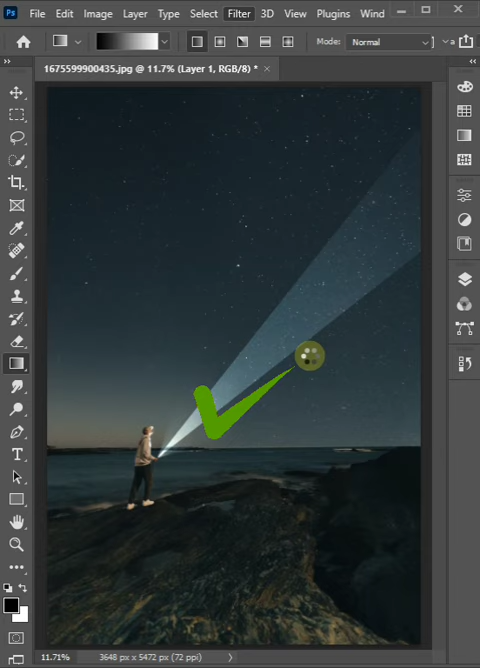 Ps File Edit Image Layer Type Select Filter 3D View Plugins Wind
Mode: Normal
1675599900435.jpg @ 11.7% (Layer 1, RGB/8) * ×
T
11.71% 3648 px x 5472 px (72 ppi)